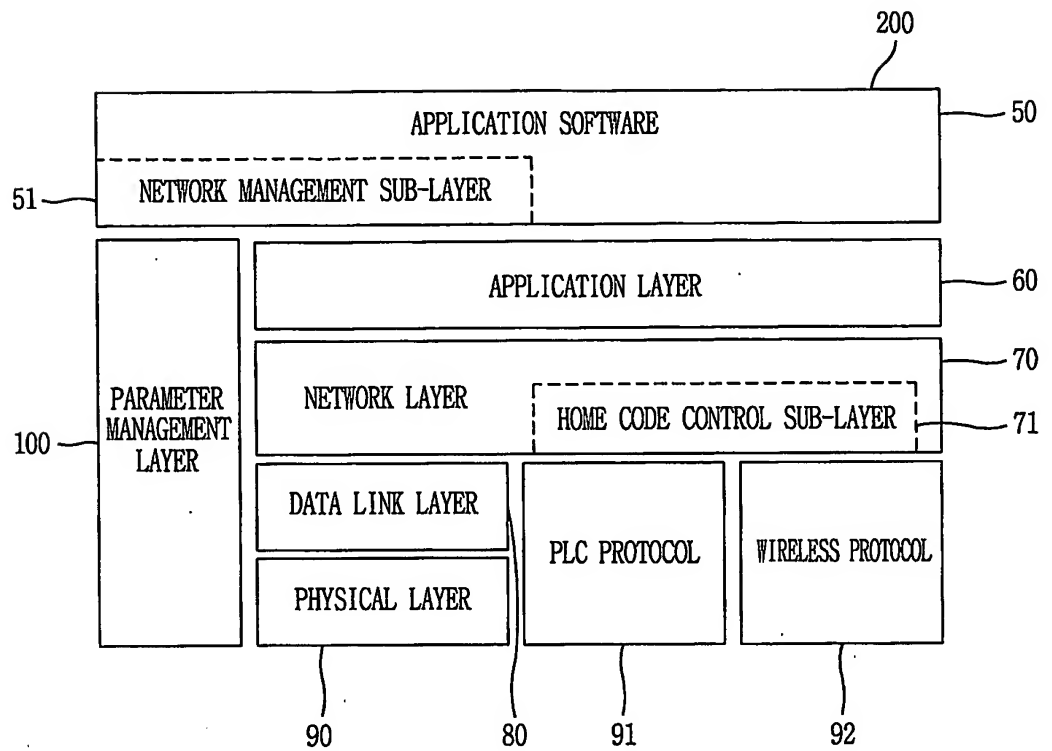 200
APPLICATION SOFTWARE
50
NETWORK MANAGEMENT SUB-LAYER
51
APPLICATION LAYER
60
PARAMETER
MANAGEMENT
LAYER
100
NETWORK LAYER
70
HOME CODE CONTROL SUB-LAYER
71
DATA LINK LAYER
PLC PROTOCOL
WIRELESS PROTOCOL
PHYSICAL LAYER
90
80
91
92